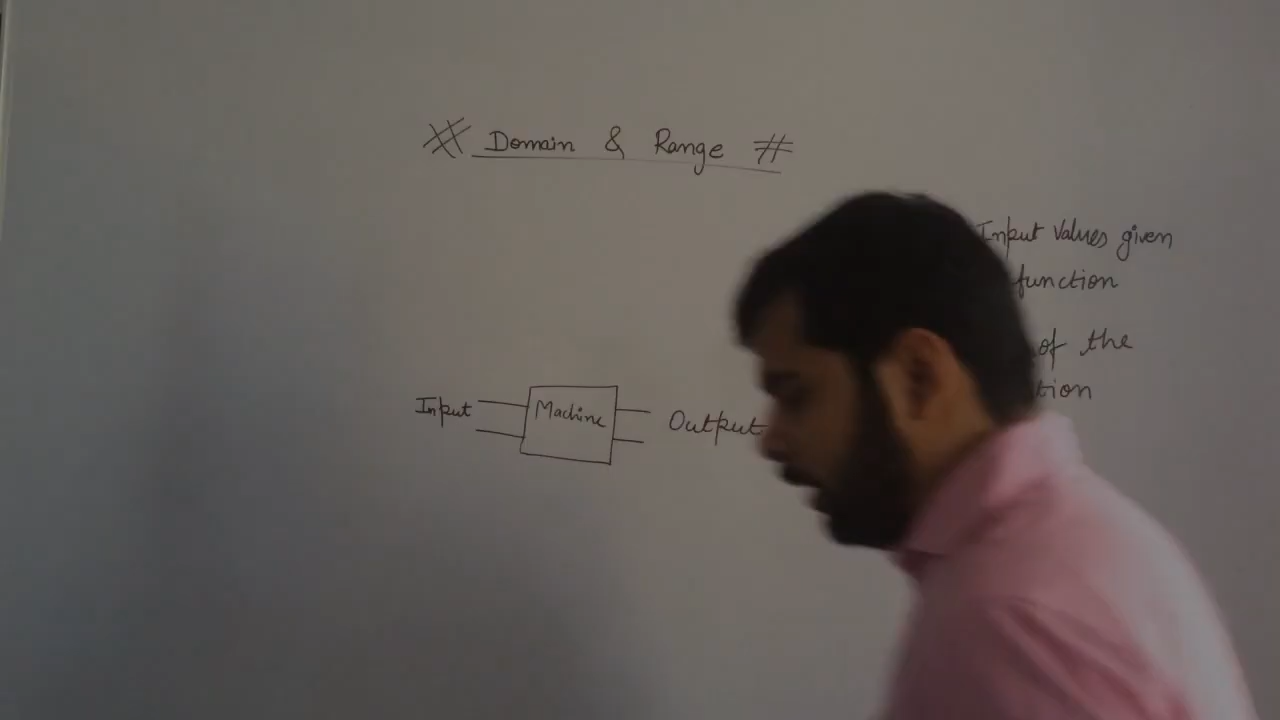 # Domain & Range #
Input Values given
function
of the
tion
Input
Machine
Output